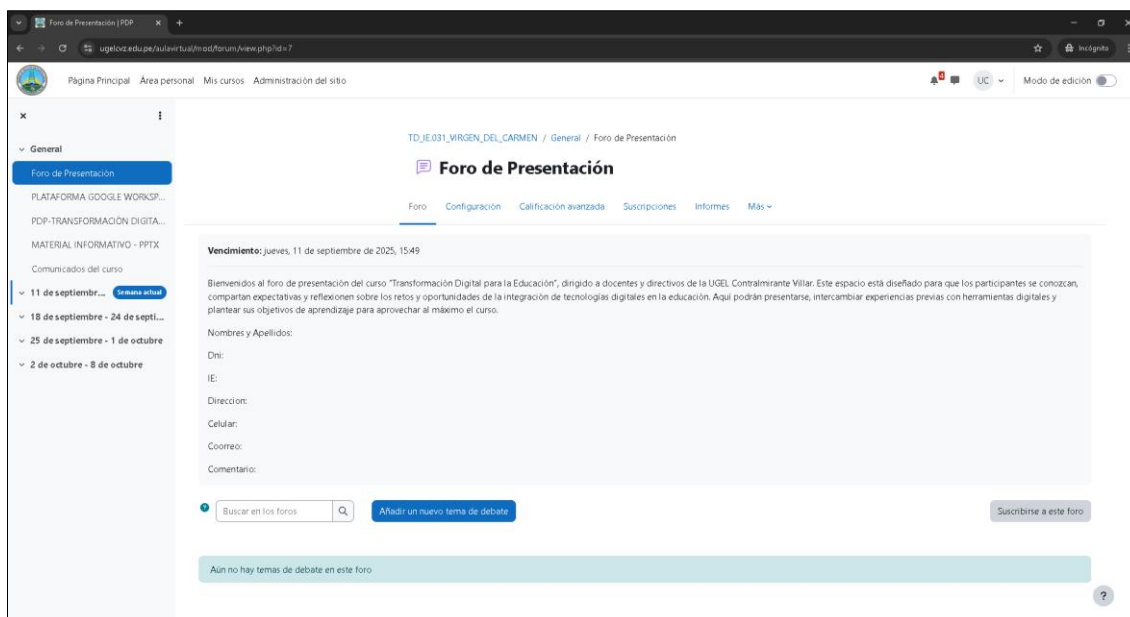 Foro de Presentación | PDP
ugelcvz.edu.pe/aulavirtual/mod/forum/view.php?id=7
Incógnito
Página Principal Área personal Mis cursos Administración del sitio
4
UC
Modo de edición
General
Foro de Presentación
PLATAFORMA GOOGLE WORKSP...
PDP-TRANSFORMACIÓN DIGITA...
MATERIAL INFORMATIVO - PPTX
Comunicados del curso
11 de septiembr... Semana actual
18 de septiembre - 24 de septi...
25 de septiembre - 1 de octubre
2 de octubre - 8 de octubre
TD_IE.031_VIRGEN_DEL_CARMEN / General / Foro de Presentación
Foro de Presentación
Foro Configuración Calificación avanzada Suscripciones Informes Más
Vencimiento: jueves, 11 de septiembre de 2025, 15:49
Bienvenidos al foro de presentación del curso "Transformación Digital para la Educación", dirigido a docentes y directivos de la UGEL Contralmirante Villar. Este espacio está diseñado para que los participantes se conozcan,
compartan expectativas y reflexionen sobre los retos y oportunidades de la integración de tecnologías digitales en la educación. Aquí podrán presentarse, intercambiar experiencias previas con herramientas digitales y
plantear sus objetivos de aprendizaje para aprovechar al máximo el curso.
Nombres y Apellidos:
Dni:
IE:
Direccion:
Celular:
Coorreo:
Comentario:
Buscar en los foros
Añadir un nuevo tema de debate
Suscribirse a este foro
Aún no hay temas de debate en este foro
?